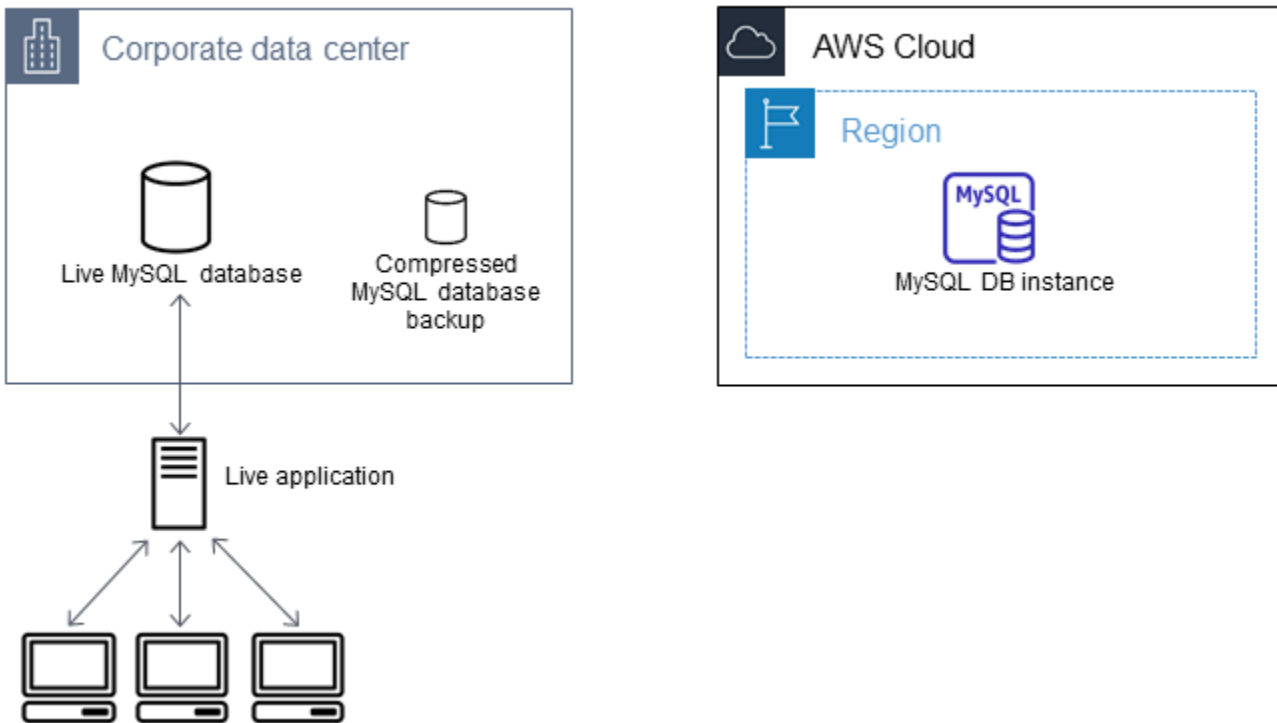 Corporate data center
AWS Cloud
Region
MySQL
Live MySQL database
Compressed
MySQL database
backup
MySQL DB instance
Live application